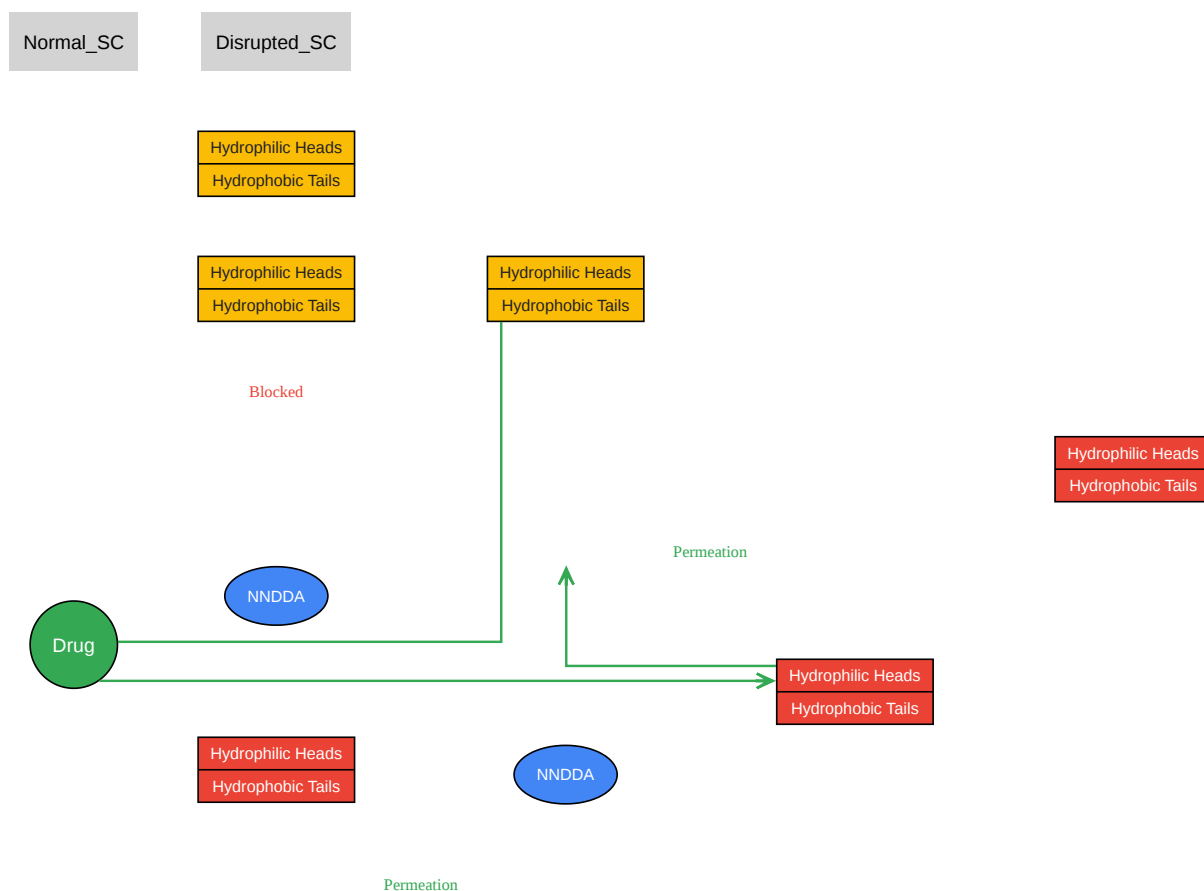 Normal_SC
Disrupted_SC
Hydrophilic Heads
Hydrophobic Tails
Hydrophilic Heads
Hydrophobic Tails
Hydrophilic Heads
Hydrophobic Tails
Blocked
Hydrophilic Heads
Hydrophobic Tails
Permeation
NNDDA
Drug
Hydrophilic Heads
Hydrophobic Tails
Hydrophilic Heads
Hydrophobic Tails
NNDDA
Permeation